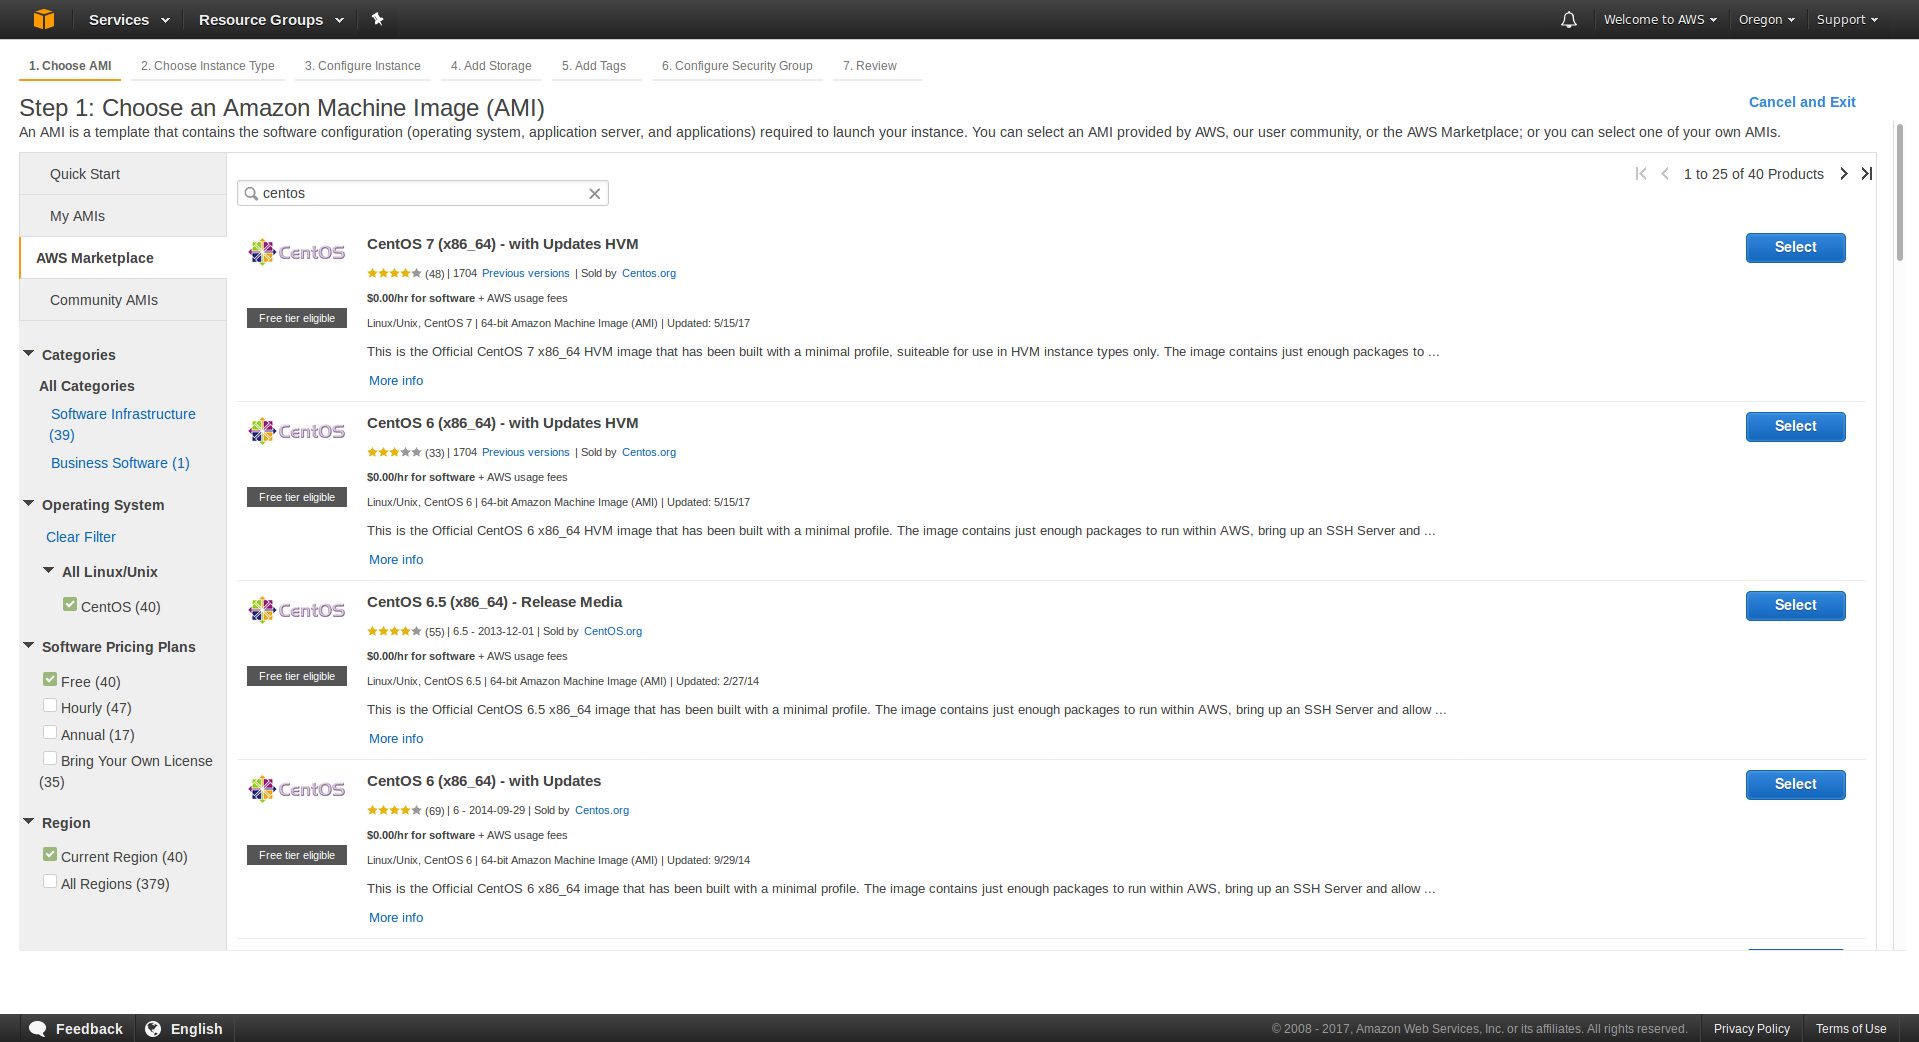 Services Resource Groups Welcome to AWS Oregon Support
1. Choose AMI 2. Choose Instance Type 3. Configure Instance 4. Add Storage 5. Add Tags 6. Configure Security Group 7. Review
Step 1: Choose an Amazon Machine Image (AMI)
Cancel and Exit
An AMI is a template that contains the software configuration (operating system, application server, and applications) required to launch your instance. You can select an AMI provided by AWS, our user community, or the AWS Marketplace; or you can select one of your own AMIs.
Quick Start
My AMIs
AWS Marketplace
Community AMIs
Categories
All Categories
Software Infrastructure
(39)
Business Software (1)
Operating System
Clear Filter
All Linux/Unix
CentOS (40)
Software Pricing Plans
Free (40)
Hourly (47)
Annual (17)
Bring Your Own License
(35)
Region
Current Region (40)
All Regions (379)
1 to 25 of 40 Products
centos
CentOS
CentOS 7 (x86_64) - with Updates HVM
Select
(48) | 1704 Previous versions | Sold by Centos.org
$0.00/hr for software + AWS usage fees
Free tier eligible
Linux/Unix, CentOS 7 | 64-bit Amazon Machine Image (AMI) | Updated: 5/15/17
This is the Official CentOS 7 x86_64 HVM image that has been built with a minimal profile, suiteable for use in HVM instance types only. The image contains just enough packages to ...
More info
CentOS
CentOS 6 (x86_64) - with Updates HVM
Select
(33) | 1704 Previous versions | Sold by Centos.org
$0.00/hr for software + AWS usage fees
Free tier eligible
Linux/Unix, CentOS 6 | 64-bit Amazon Machine Image (AMI) | Updated: 5/15/17
This is the Official CentOS 6 x86_64 HVM image that has been built with a minimal profile. The image contains just enough packages to run within AWS, bring up an SSH Server and ...
More info
CentOS
CentOS 6.5 (x86_64) - Release Media
Select
(55) | 6.5 - 2013-12-01 | Sold by CentOS.org
$0.00/hr for software + AWS usage fees
Free tier eligible
Linux/Unix, CentOS 6.5 | 64-bit Amazon Machine Image (AMI) | Updated: 2/27/14
This is the Official CentOS 6.5 x86_64 image that has been built with a minimal profile. The image contains just enough packages to run within AWS, bring up an SSH Server and allow ...
More info
CentOS
CentOS 6 (x86_64) - with Updates
Select
(69) | 6 - 2014-09-29 | Sold by Centos.org
$0.00/hr for software + AWS usage fees
Free tier eligible
Linux/Unix, CentOS 6 | 64-bit Amazon Machine Image (AMI) | Updated: 9/29/14
This is the Official CentOS 6 x86_64 image that has been built with a minimal profile. The image contains just enough packages to run within AWS, bring up an SSH Server and allow ...
More info
Feedback English © 2008 - 2017, Amazon Web Services, Inc. or its affiliates. All rights reserved. Privacy Policy Terms of Use